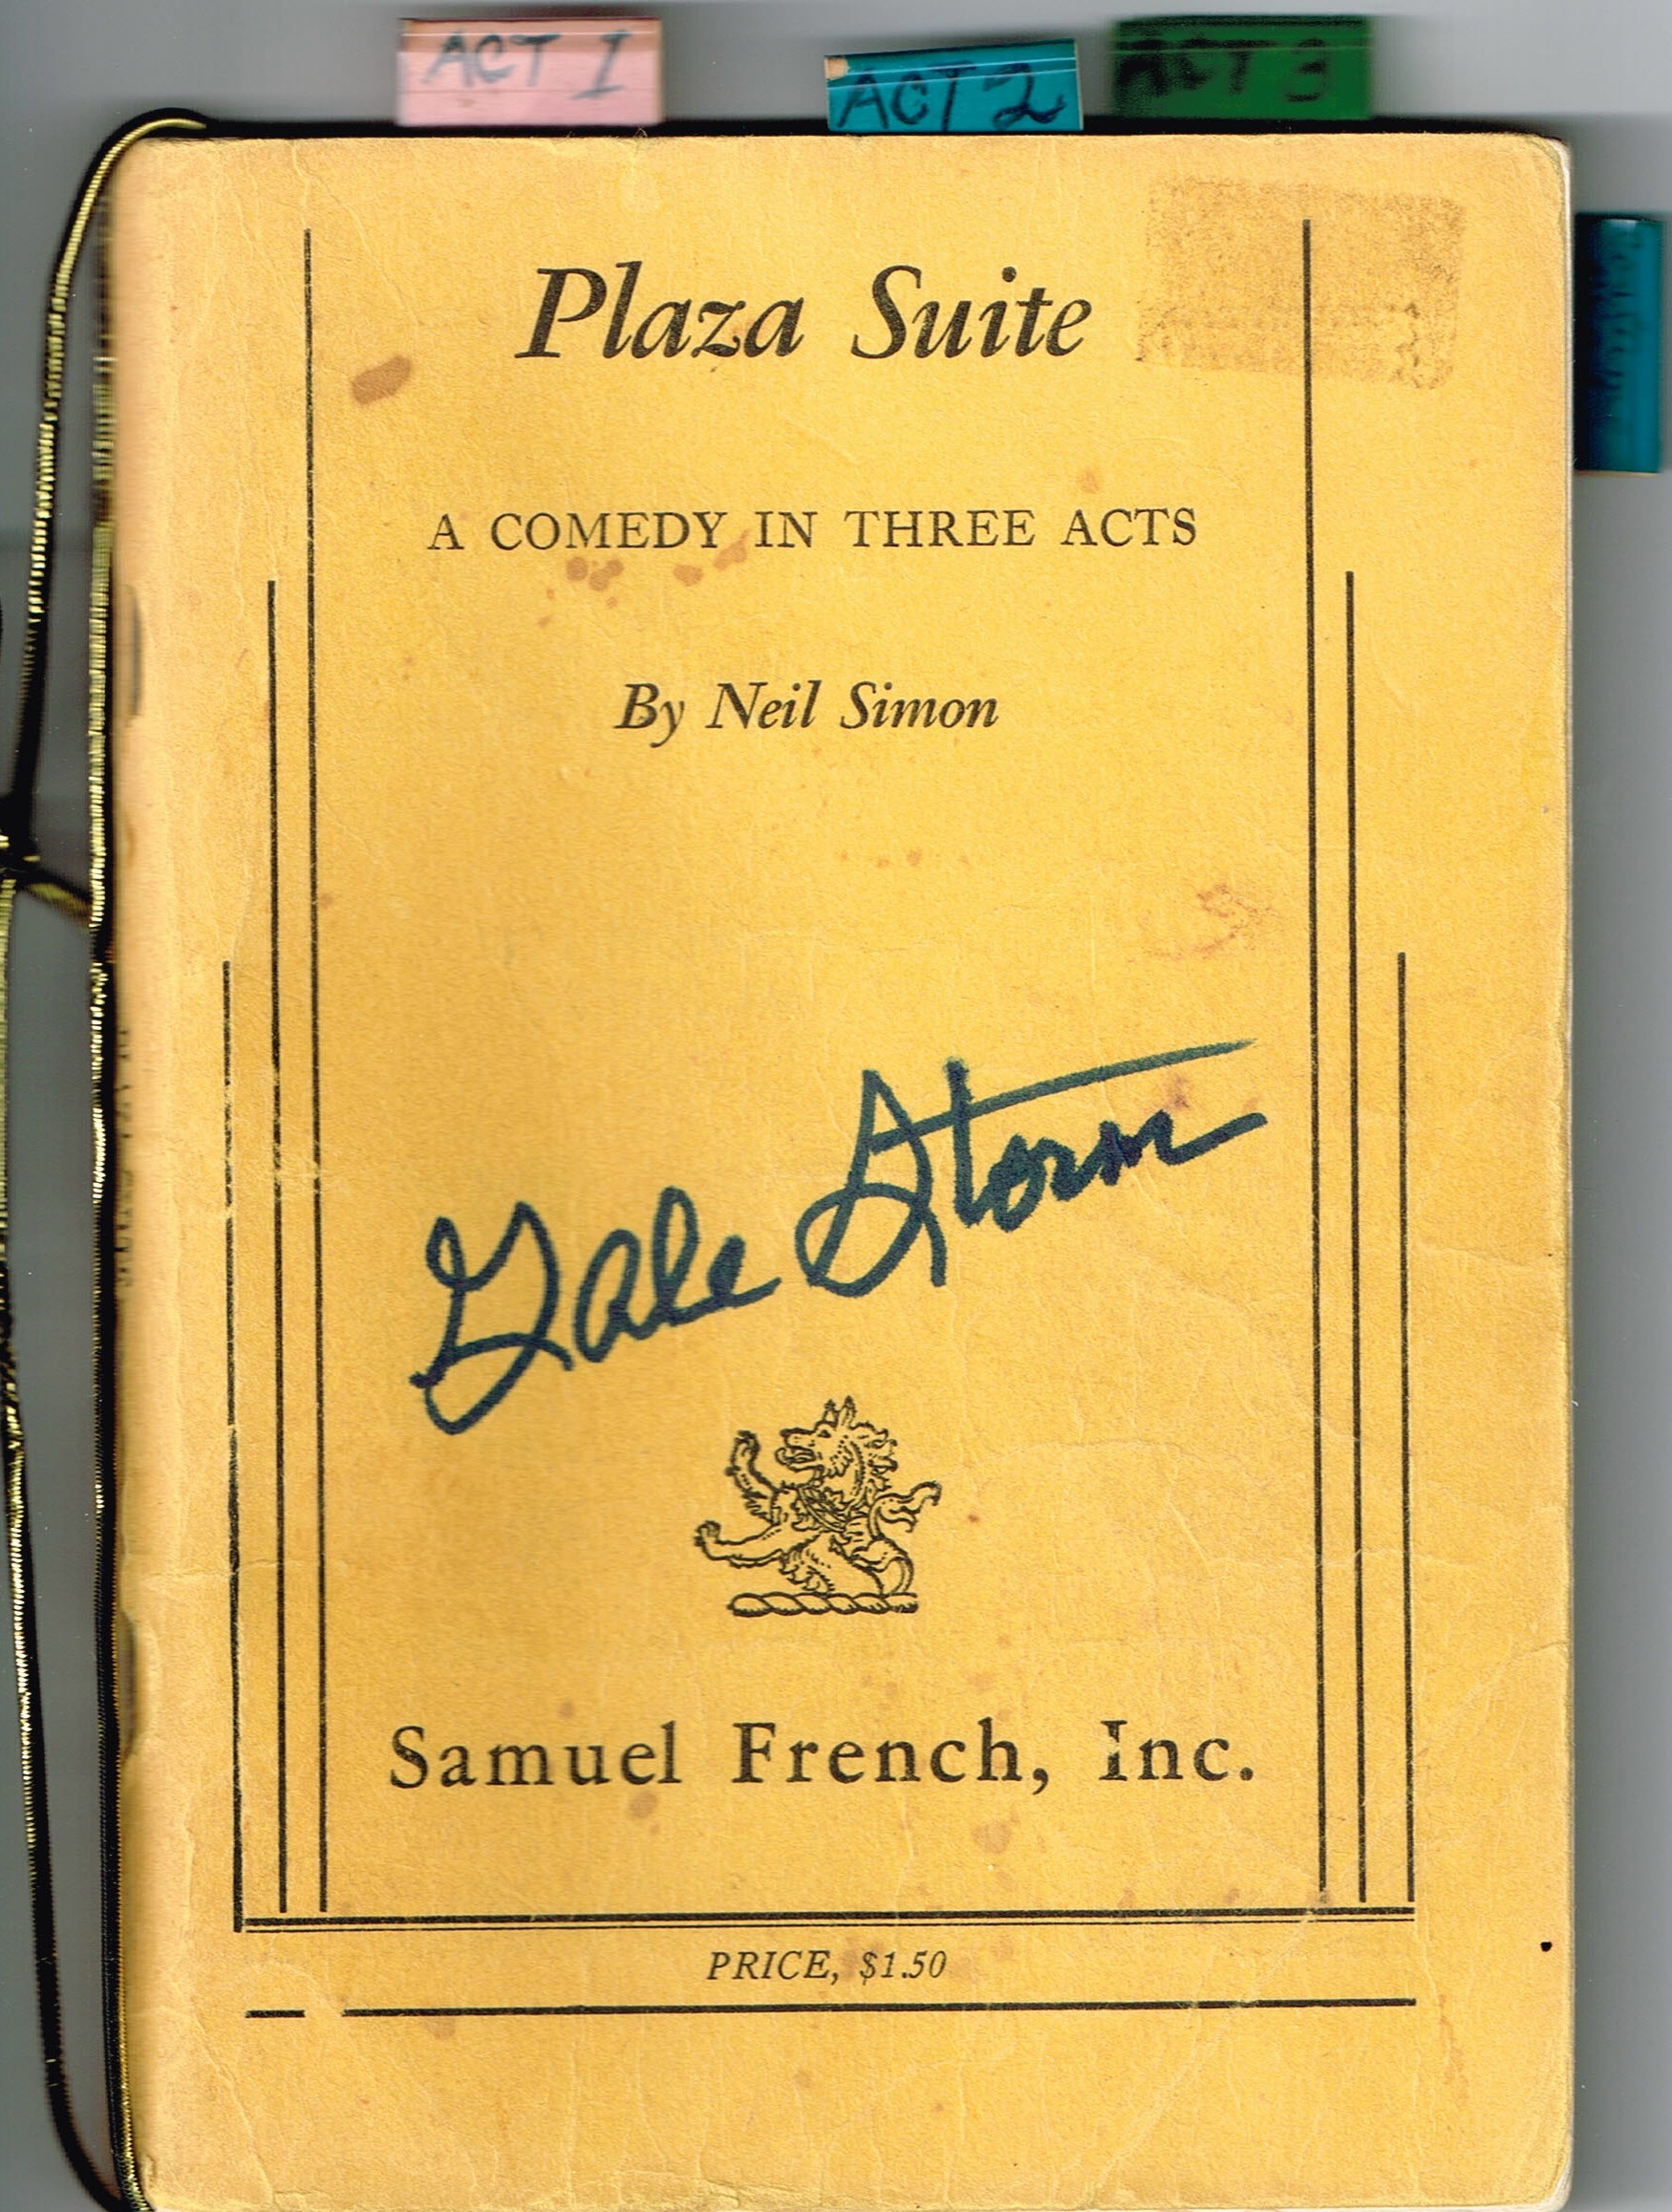 ACT 1
ACT 2
ACT 3
Plaza Suite
A COMEDY IN THREE ACTS
By Neil Simon
Gale Storm
Samuel French, Inc.
PRICE, $1.50